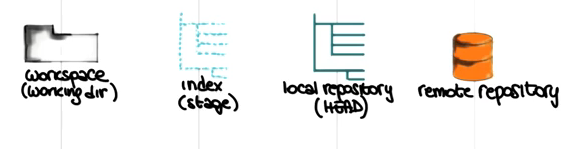 workspace
(working dir)
index
(stage)
local repository
(HEAD)
remote repository